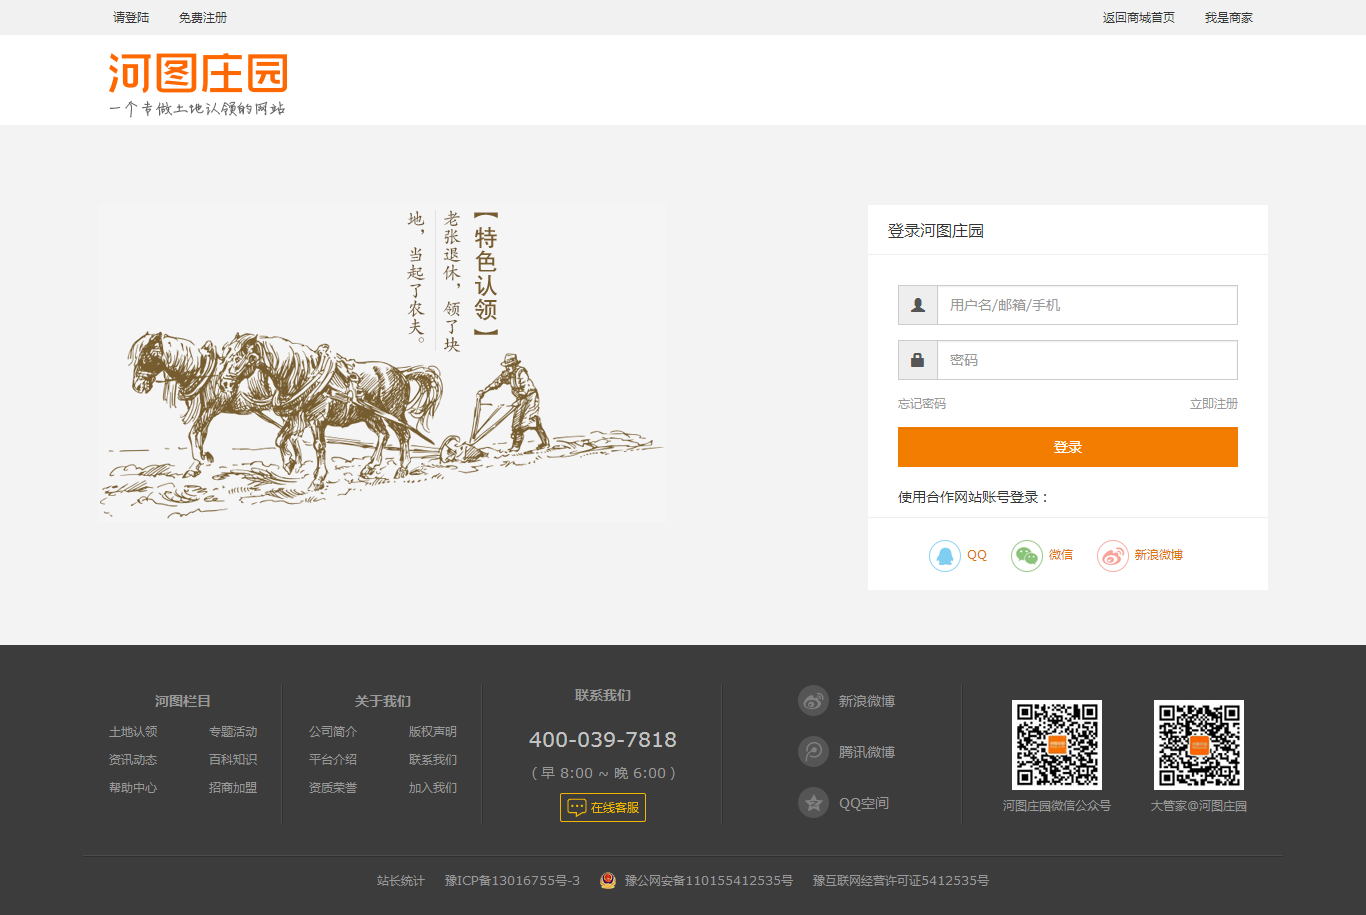 请登陆 免费注册 返回商城首页 我是商家
河图庄园
一个专做土地认领的网站
【特色认领】
老张退休，领了块
地，当起了农夫。
登录河图庄园
用户名/邮箱/手机
密码
忘记密码 立即注册
登录
使用合作网站账号登录：
QQ 微信 新浪微博
河图栏目
土地认领 专题活动
资讯动态 百科知识
帮助中心 招商加盟
关于我们
公司简介 版权声明
平台介绍 联系我们
资质荣誉 加入我们
联系我们
400-039-7818
（早 8:00 ~ 晚 6:00）
在线客服
新浪微博
腾讯微博
QQ空间
河图庄园微信公众号
大管家@河图庄园
站长统计 豫ICP备13016755号-3 豫公网安备110155412535号 豫互联网经营许可证5412535号